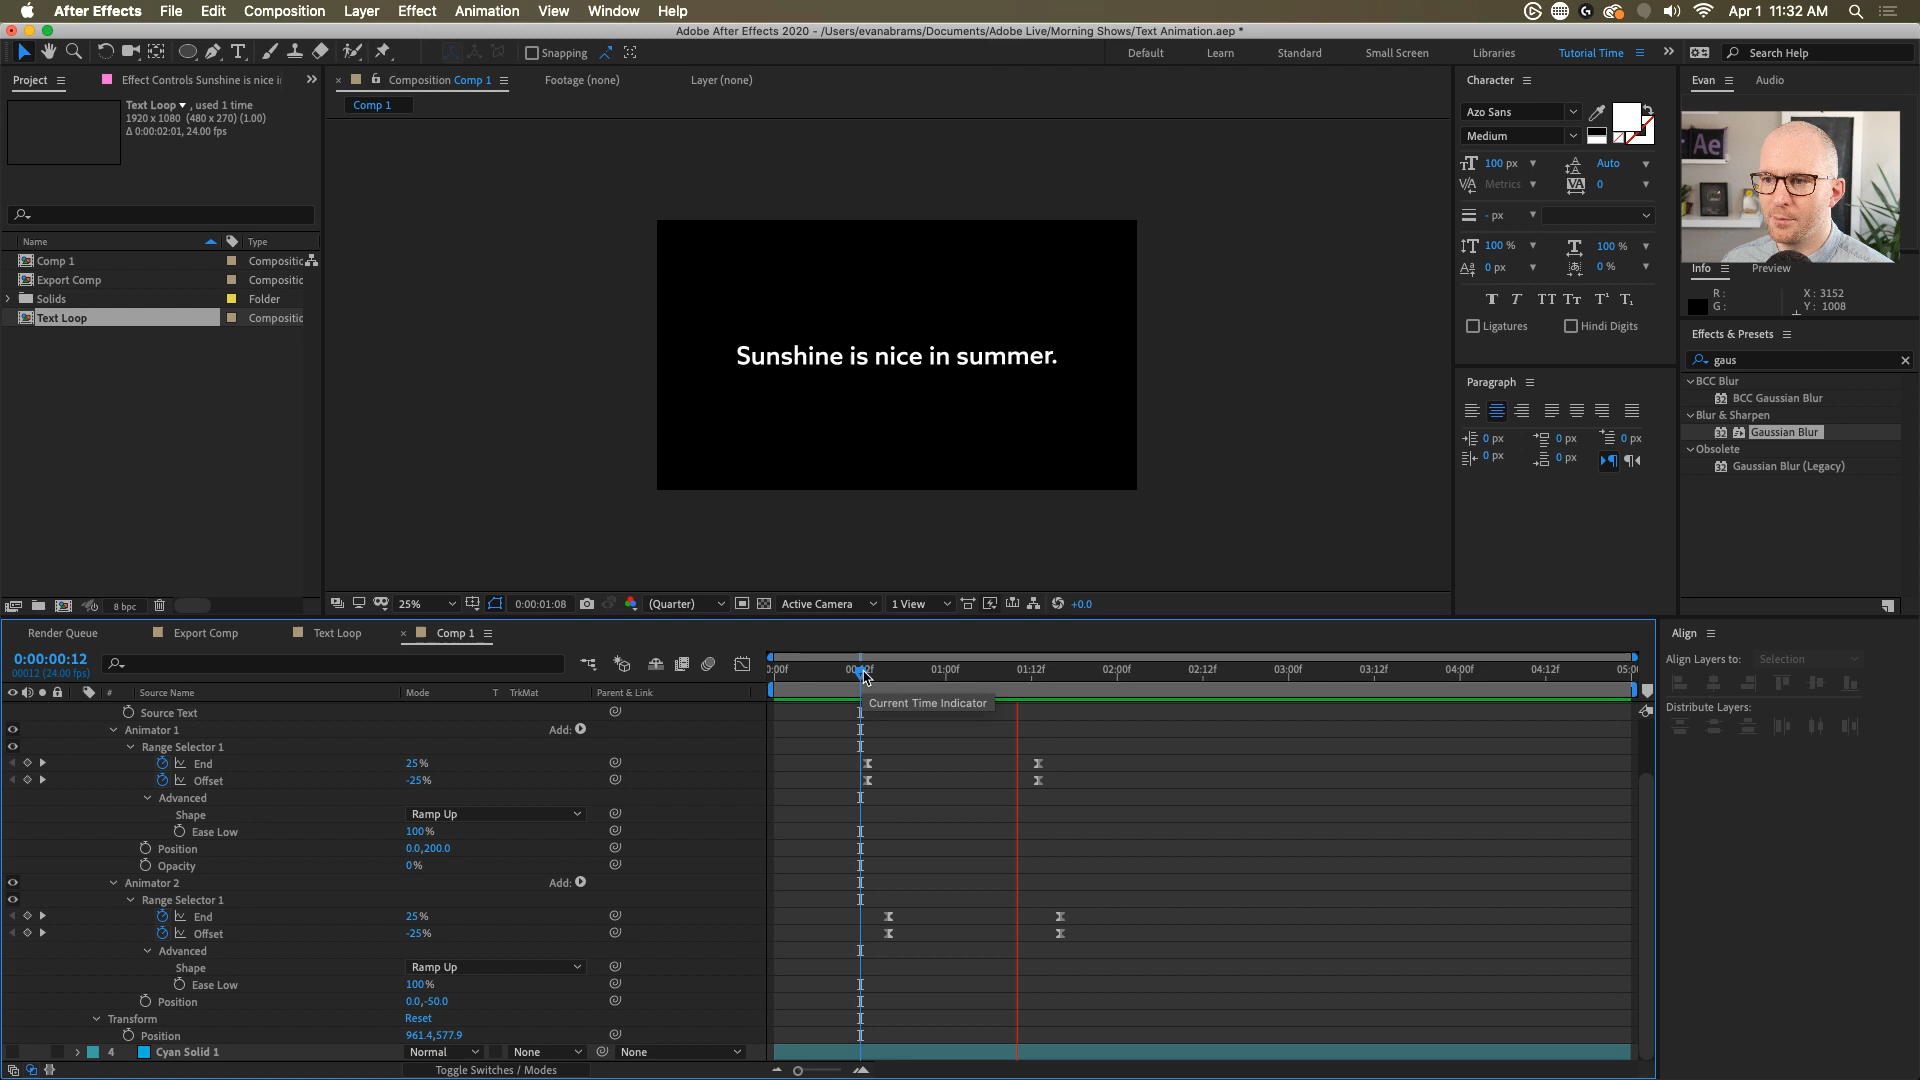 After Effects File Edit Composition Layer Effect Animation View Window Help
Apr 1 11:32 AM
Adobe After Effects 2020 - /Users/evanabrams/Documents/Adobe Live/Morning Shows/Text Animation.aep *
Snapping
Default Learn Standard Small Screen Libraries Tutorial Time Search Help
Project Effect Controls Sunshine is nice
Composition Comp 1 Footage (none) Layer (none)
Character Evan Audio
Comp 1
Text Loop , used 1 time
1920 x 1080 (480 x 270) (1.00)
Δ 0:00:02:01, 24.00 fps
Azo Sans
Medium
100 px Auto
Metrics 0
- px
100 % 100 %
0 px 0 %
T T TT Tt T T
Ligatures Hindi Digits
Ae
Info Preview
R: X: 3152
G: Y: 1008
Name Type
Comp 1 Compositic
Export Comp Compositic
Solids Folder
Text Loop Compositic
Sunshine is nice in summer.
Effects & Presets
gaus
BCC Blur
BCC Gaussian Blur
Blur & Sharpen
Gaussian Blur
Obsolete
Gaussian Blur (Legacy)
Paragraph
0 px 0 px 0 px
0 px 0 px
8 bpc
25% 0:00:01:08 (Quarter) Active Camera 1 View +0.0
Render Queue Export Comp Text Loop Comp 1
Align
0:00:00:12
00012 (24.00 fps)
Align Layers to: Selection
Distribute Layers:
):00f 00:12f 01:00f 01:12f 02:00f 02:12f 03:00f 03:12f 04:00f 04:12f 05:0
# Source Name Mode T TrkMat Parent & Link
Current Time Indicator
Source Text
Animator 1 Add:
Range Selector 1
End 25%
Offset -25%
Advanced
Shape Ramp Up
Ease Low 100%
Position 0.0,200.0
Opacity 0%
Animator 2 Add:
Range Selector 1
End 25%
Offset -25%
Advanced
Shape Ramp Up
Ease Low 100%
Position 0.0,-50.0
Transform Reset
Position 961.4,577.9
4 Cyan Solid 1 Normal None None
Toggle Switches / Modes